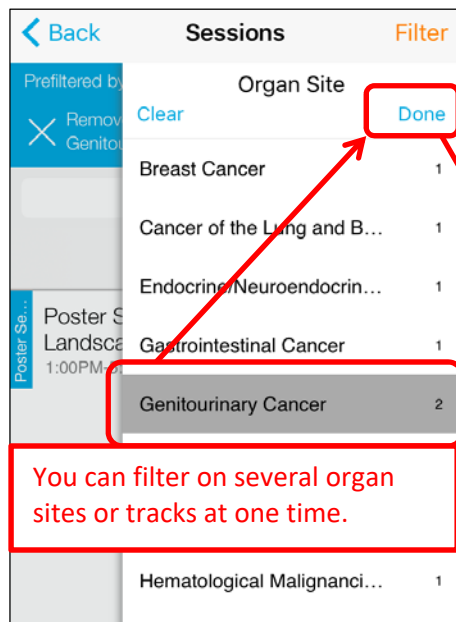 Back Sessions Filter
Prefiltered by
Remov
Genitou
Organ Site
Clear Done
Breast Cancer 1
Cancer of the Lung and B... 1
Endocrine/Neuroendocrin... 1
Gastrointestinal Cancer 1
Genitourinary Cancer 2
Poster Se...
Poster S
Landsca
1:00PM-
You can filter on several organ
sites or tracks at one time.
Hematological Malignanci... 1